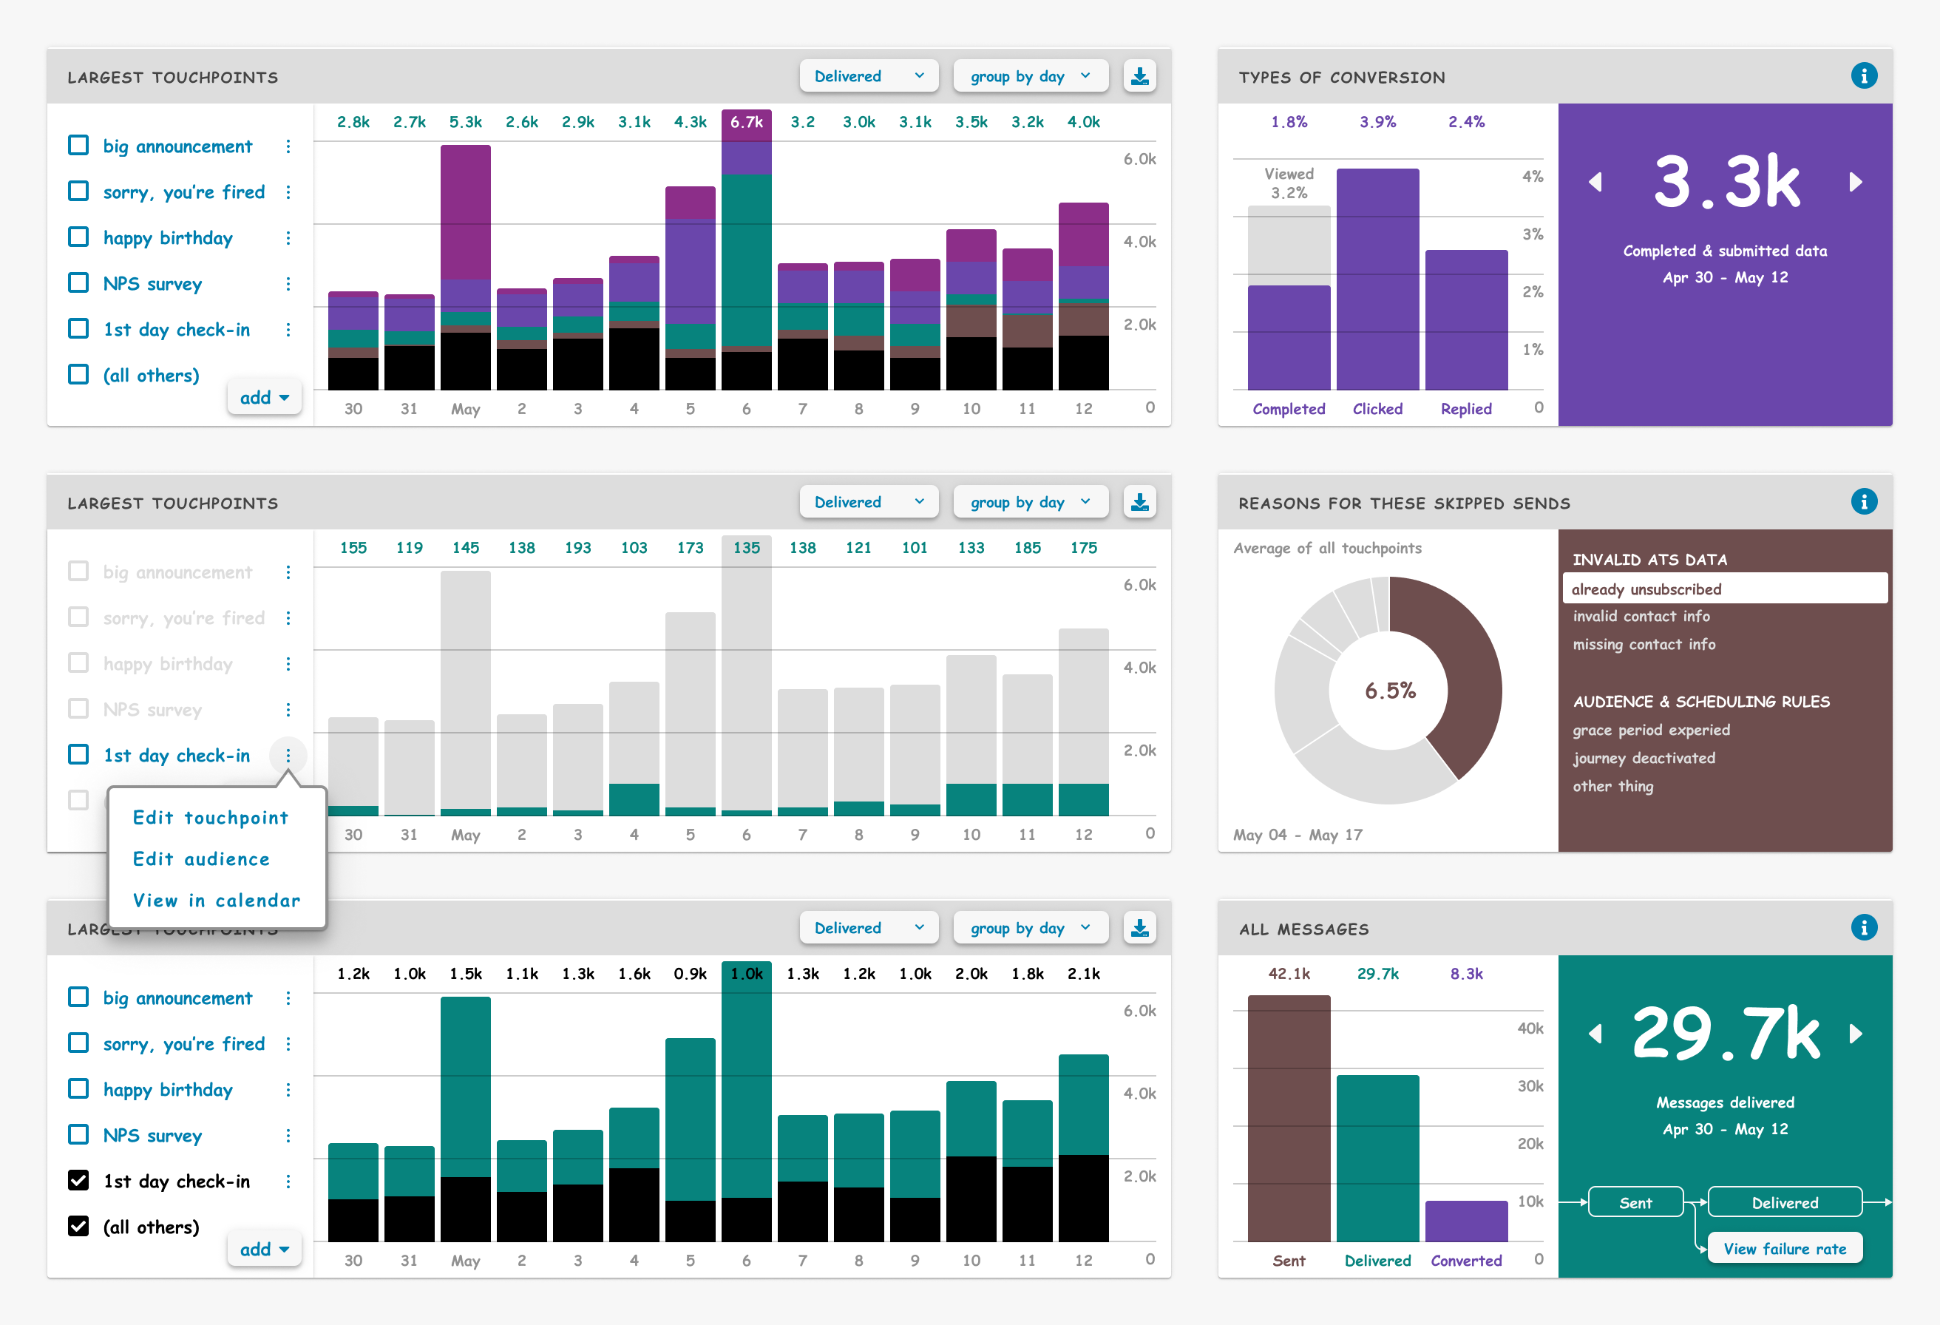 LARGEST TOUCHPOINTS
Delivered
group by day
big announcement
sorry, you're fired
happy birthday
NPS survey
1st day check-in
(all others)
add
2.8k 2.7k 5.3k 2.6k 2.9k 3.1k 4.3k 6.7k 3.2 3.0k 3.1k 3.5k 3.2k 4.0k
6.0k
4.0k
2.0k
0
30 31 May 2 3 4 5 6 7 8 9 10 11 12
TYPES OF CONVERSION
1.8% 3.9% 2.4%
Viewed
3.2%
4%
3%
2%
1%
0
Completed Clicked Replied
3.3k
Completed & submitted data
Apr 30 - May 12
LARGEST TOUCHPOINTS
Delivered
group by day
big announcement
sorry, you're fired
happy birthday
NPS survey
1st day check-in
Edit touchpoint
Edit audience
View in calendar
155 119 145 138 193 103 173 135 138 121 101 133 185 175
6.0k
4.0k
2.0k
0
30 31 May 2 3 4 5 6 7 8 9 10 11 12
REASONS FOR THESE SKIPPED SENDS
Average of all touchpoints
6.5%
May 04 - May 17
INVALID ATS DATA
already unsubscribed
invalid contact info
missing contact info
AUDIENCE & SCHEDULING RULES
grace period experied
journey deactivated
other thing
LARGEST TOUCHPOINTS
Delivered
group by day
big announcement
sorry, you're fired
happy birthday
NPS survey
1st day check-in
(all others)
add
1.2k 1.0k 1.5k 1.1k 1.3k 1.6k 0.9k 1.0k 1.3k 1.2k 1.0k 2.0k 1.8k 2.1k
6.0k
4.0k
2.0k
0
30 31 May 2 3 4 5 6 7 8 9 10 11 12
ALL MESSAGES
42.1k 29.7k 8.3k
40k
30k
20k
10k
0
Sent Delivered Converted
29.7k
Messages delivered
Apr 30 - May 12
Sent
Delivered
View failure rate